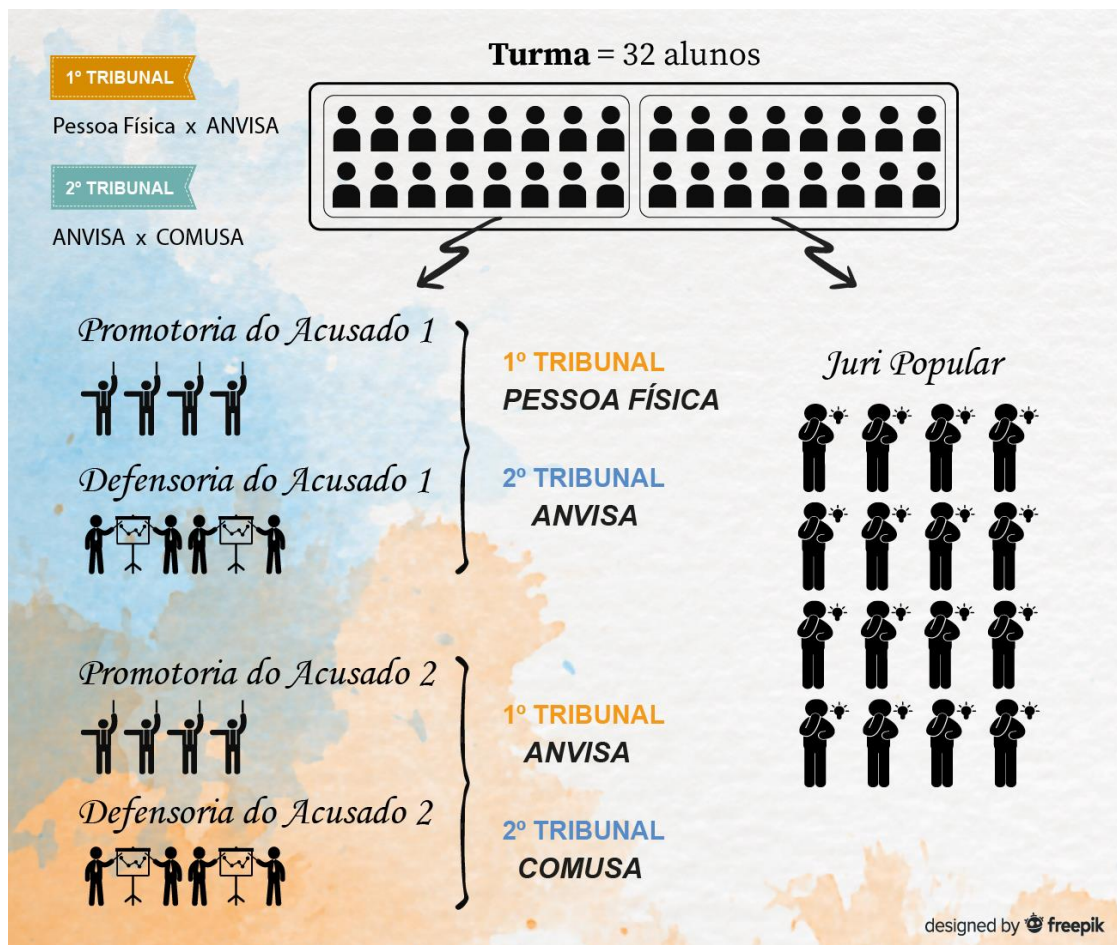 Turma = 32 alunos
1º TRIBUNAL
Pessoa Física x ANVISA
2º TRIBUNAL
ANVISA x COMUSA
Promotoria do Acusado 1
Defensoria do Acusado 1
1º TRIBUNAL
PESSOA FÍSICA
2º TRIBUNAL
ANVISA
Promotoria do Acusado 2
Defensoria do Acusado 2
1º TRIBUNAL
ANVISA
2º TRIBUNAL
COMUSA
Juri Popular
designed by freepik